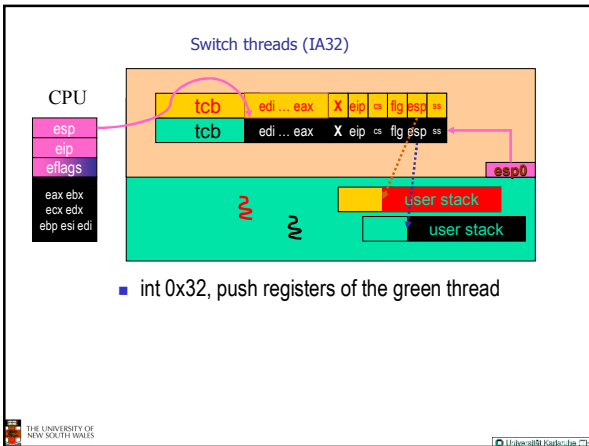 Switch threads (IA32)
CPU
esp
eip
eflags
eax ebx
ecx edx
ebp esi edi
tcb edi ... eax X eip cs flg esp ss
tcb edi ... eax X eip cs flg esp ss
esp0
user stack
user stack
int 0x32, push registers of the green thread
THE UNIVERSITY OF
NEW SOUTH WALES
Universität Karlsruhe